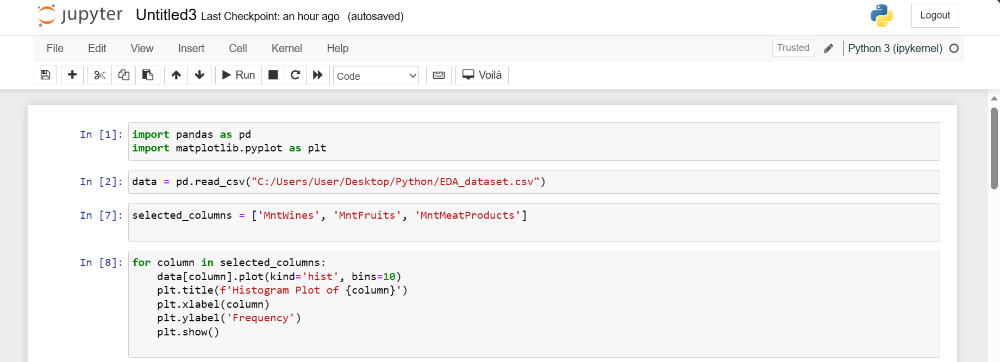 jupyter Untitled3 Last Checkpoint: an hour ago (autosaved)
Logout
File Edit View Insert Cell Kernel Help
Trusted Python 3 (ipykernel)
Run Code Voilà
In [1]: import pandas as pd
import matplotlib.pyplot as plt
In [2]: data = pd.read_csv("C:/Users/User/Desktop/Python/EDA_dataset.csv")
In [7]: selected_columns = ['MntWines', 'MntFruits', 'MntMeatProducts']
In [8]: for column in selected_columns:
    data[column].plot(kind='hist', bins=10)
    plt.title(f'Histogram Plot of {column}')
    plt.xlabel(column)
    plt.ylabel('Frequency')
    plt.show()